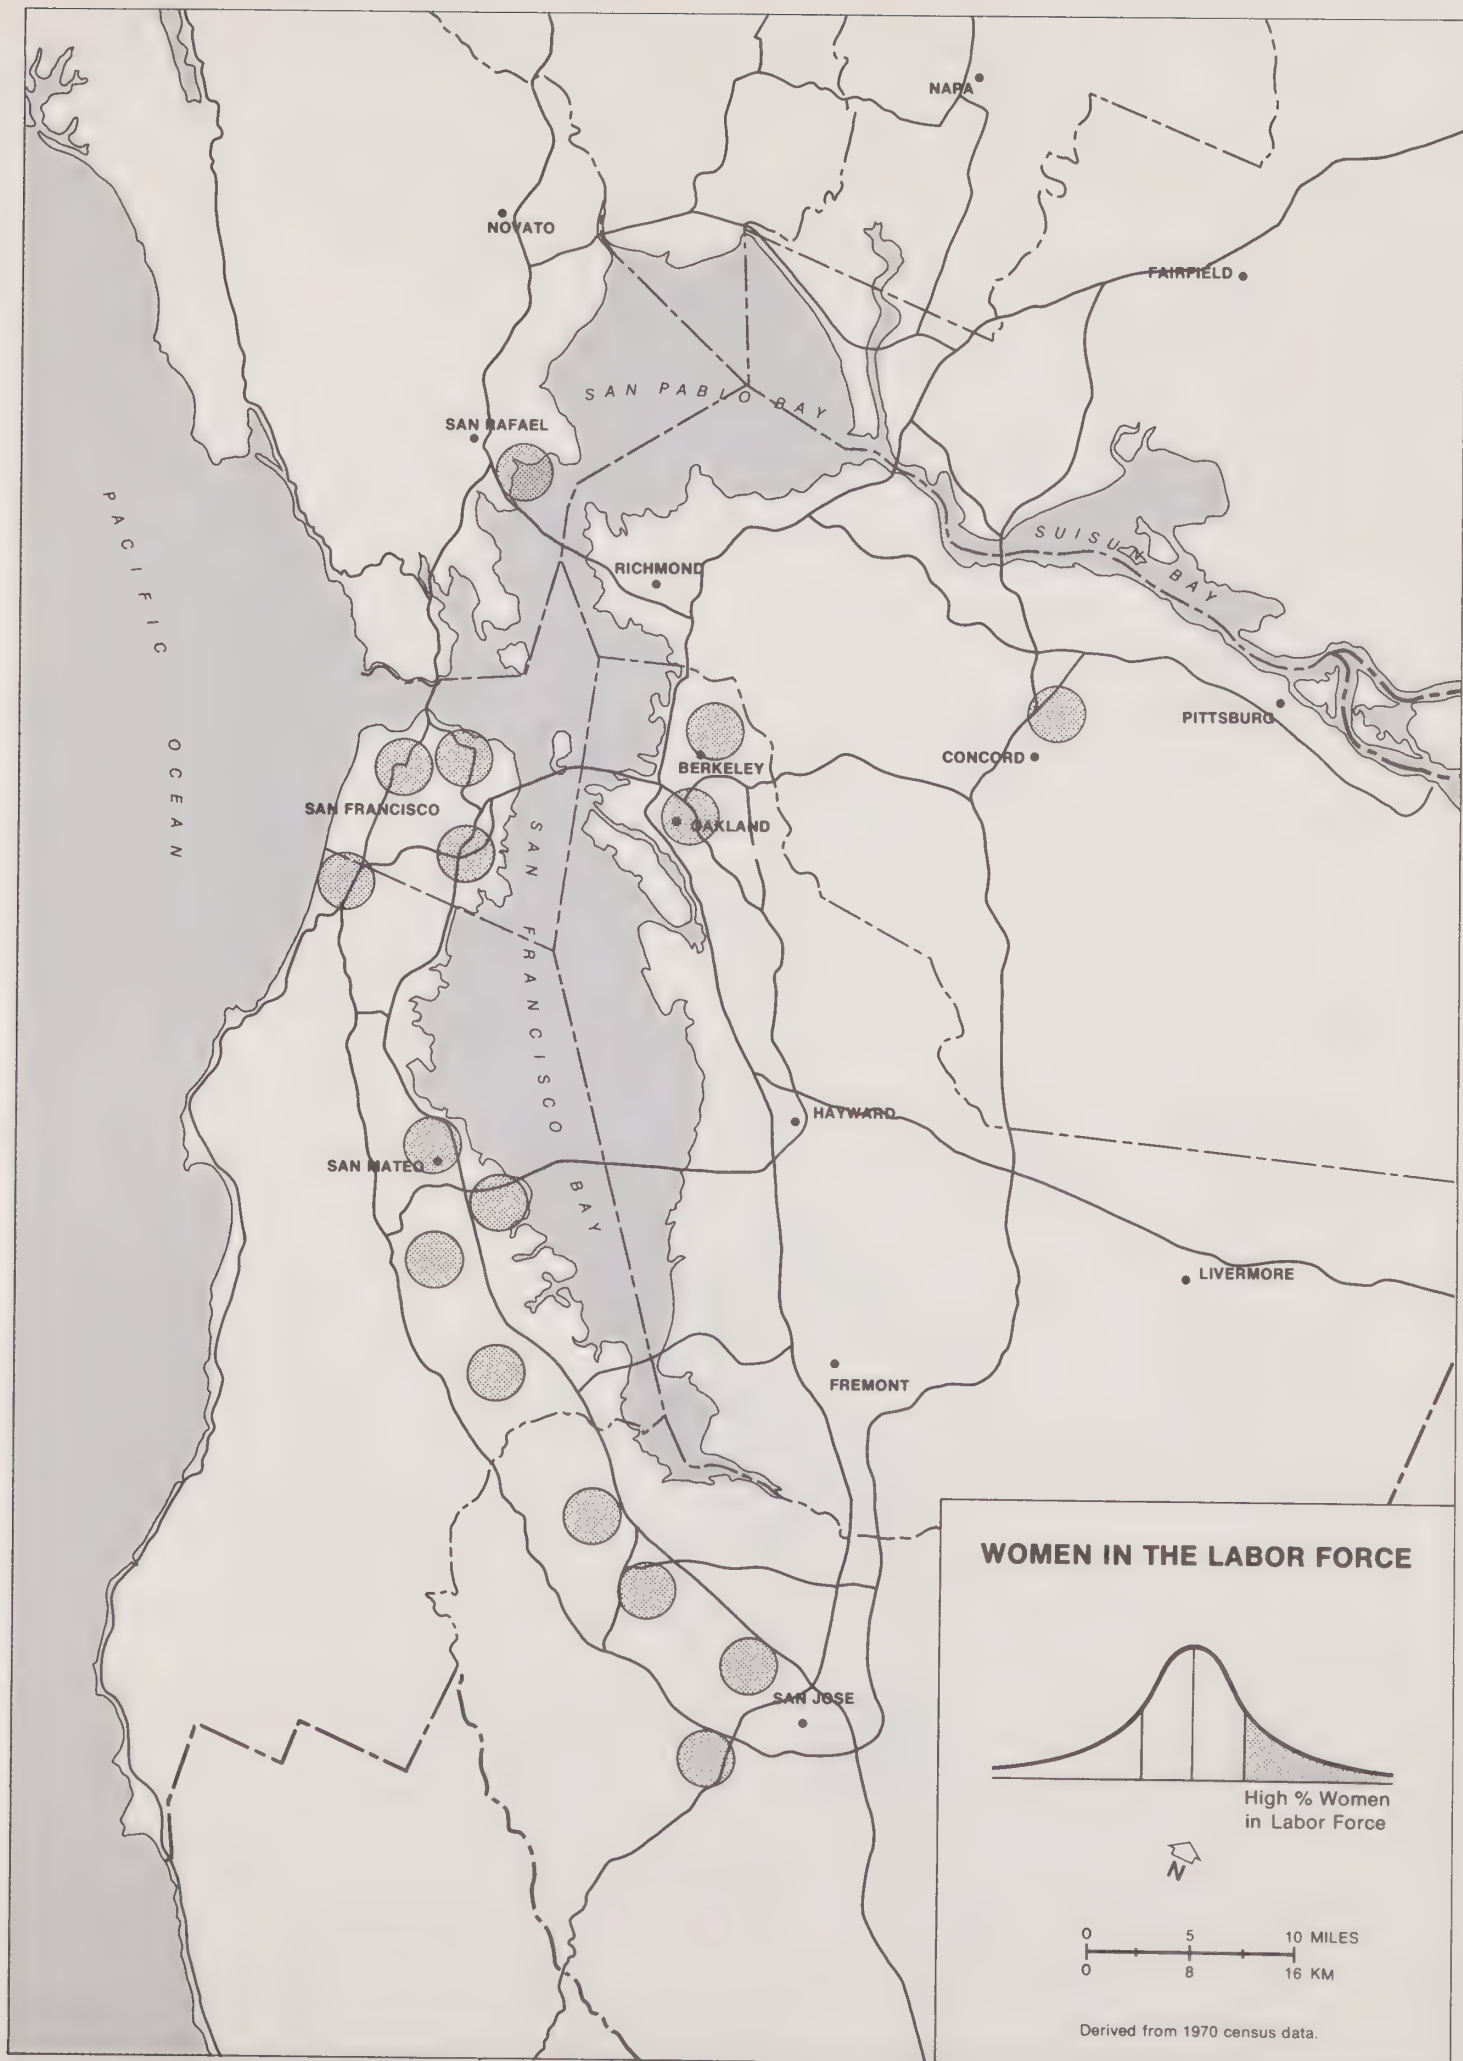 NAPA
NOVATO
FAIRFIELD
SAN PABLO BAY
SAN RAFAEL
PACIFIC OCEAN
SUISUN BAY
RICHMOND
PITTSBURG
CONCORD
BERKELEY
SAN FRANCISCO
OAKLAND
SAN FRANCISCO BAY
HAYWARD
SAN MATEO
LIVERMORE
FREMONT
SAN JOSE
WOMEN IN THE LABOR FORCE
High % Women
in Labor Force
N
0 5 10 MILES
0 8 16 KM
Derived from 1970 census data.